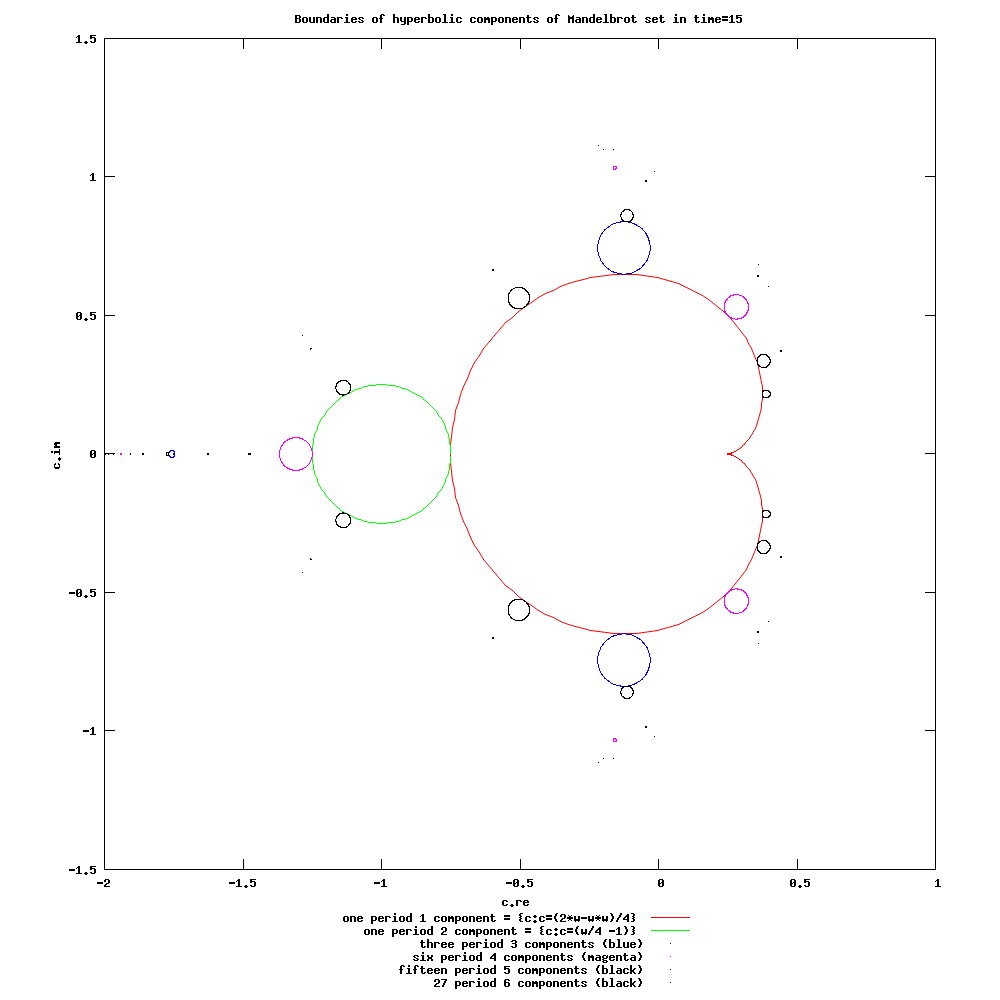 Boundaries of hyperbolic components of Mandelbrot set in time=15
1.5
1
0.5
0
-0.5
-1
-1.5
c.im
-2
-1.5
-1
-0.5
0
0.5
1
c.re
one period 1 component = {c:c=(2*w-w*w)/4}
one period 2 component = {c:c=(w/4 -1)}
three period 3 components (blue)
six period 4 components (magenta)
fifteen period 5 components (black)
27 period 6 components (black)